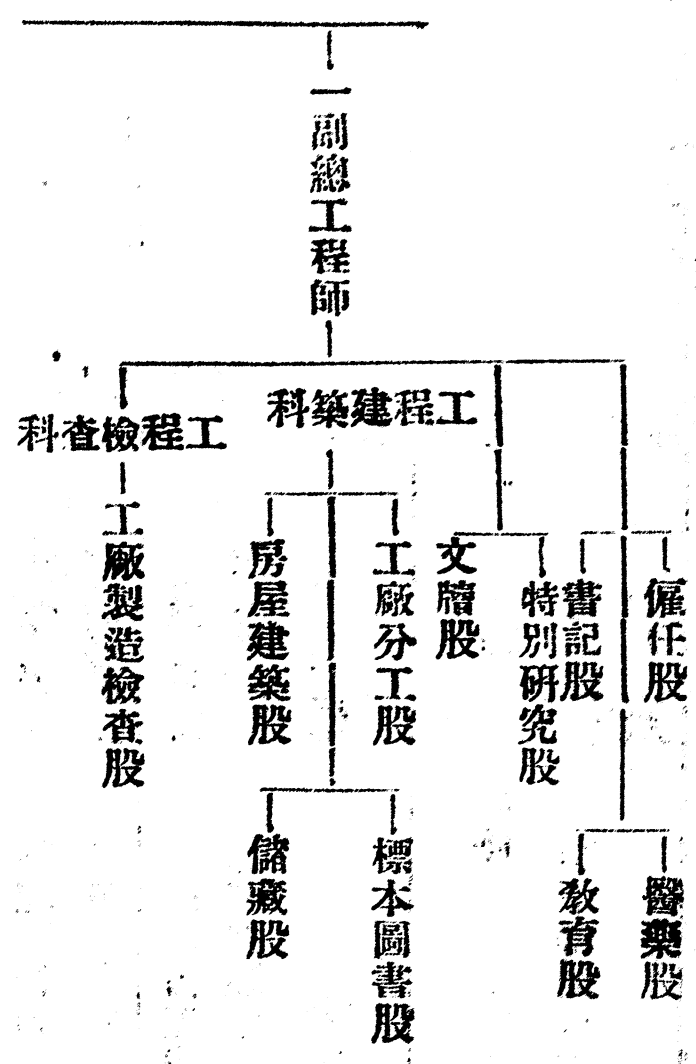 一副總工程師
工程建築科
工程檢查科
僱任股
書記股
特別研究股
文牘股
工廠分工股
房屋建築股
工廠製造檢查股
醫藥股
教育股
標本圖書股
儲藏股